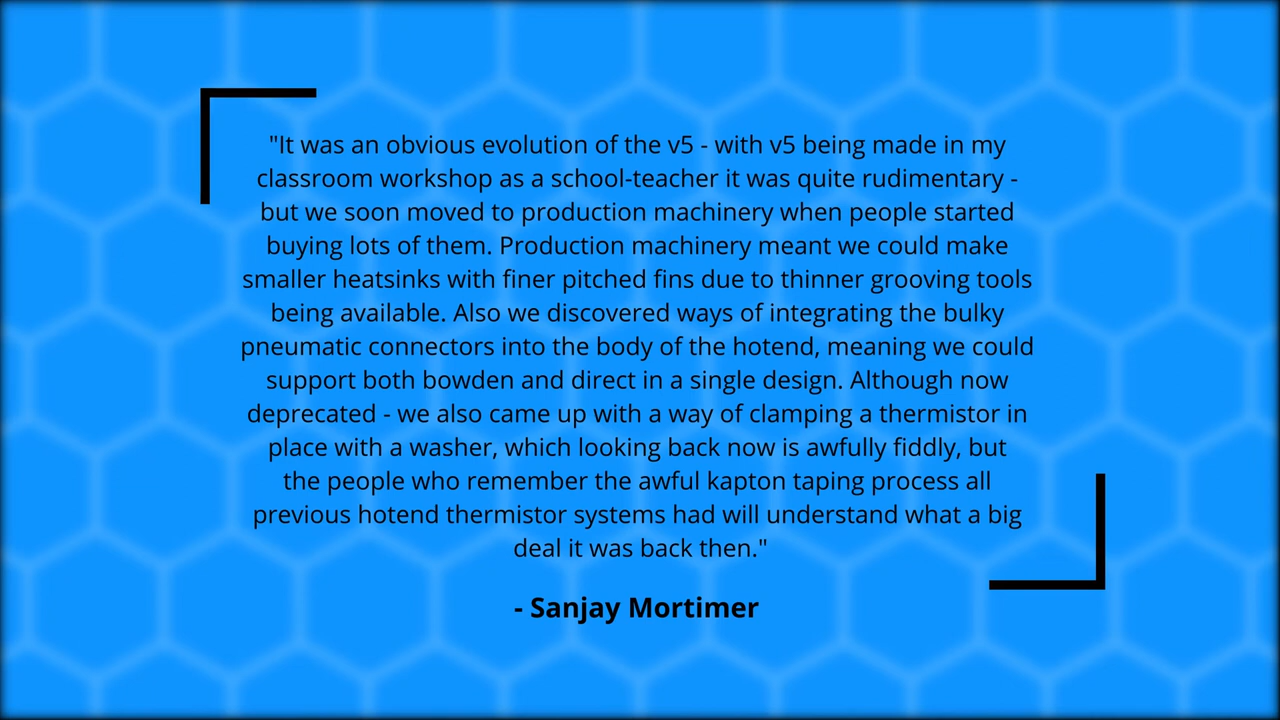 "It was an obvious evolution of the v5 - with v5 being made in my
classroom workshop as a school-teacher it was quite rudimentary -
but we soon moved to production machinery when people started
buying lots of them. Production machinery meant we could make
smaller heatsinks with finer pitched fins due to thinner grooving tools
being available. Also we discovered ways of integrating the bulky
pneumatic connectors into the body of the hotend, meaning we could
support both bowden and direct in a single design. Although now
deprecated - we also came up with a way of clamping a thermistor in
place with a washer, which looking back now is awfully fiddly, but
the people who remember the awful kapton taping process all
previous hotend thermistor systems had will understand what a big
deal it was back then."
- Sanjay Mortimer